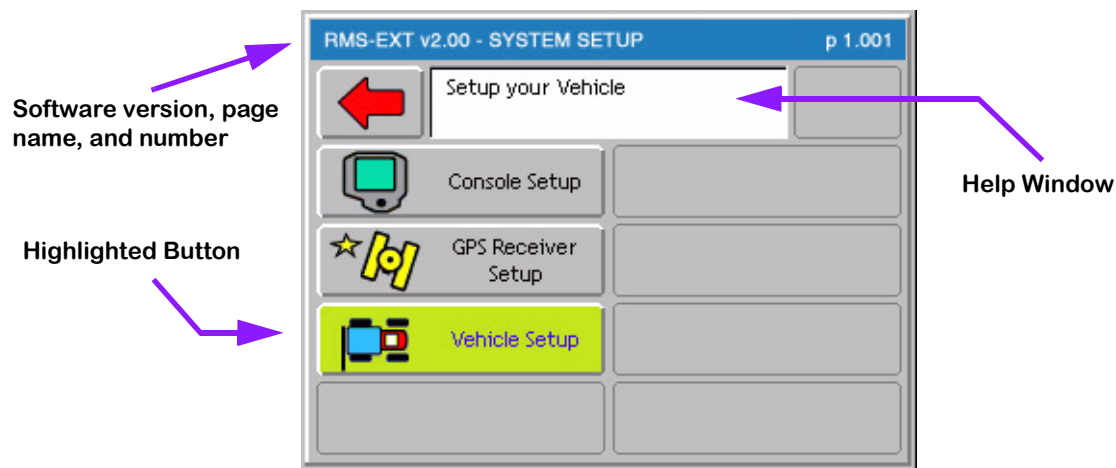 RMS-EXT v2.00 - SYSTEM SETUP p 1.001
Setup your Vehicle
Software version, page
name, and number
Console Setup
Help Window
GPS Receiver
Setup
Highlighted Button
Vehicle Setup